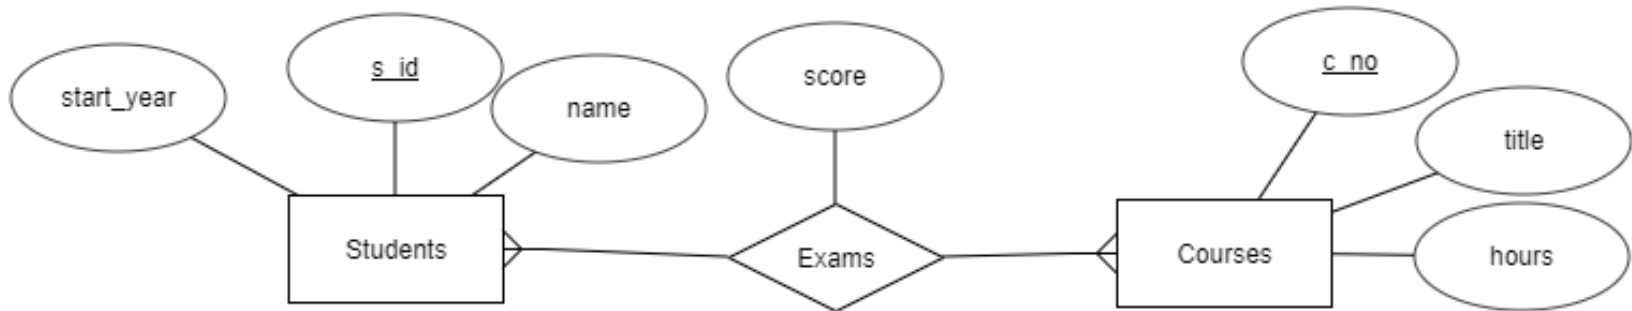 start_year
s_id
name
score
c_no
title
hours
Students
Exams
Courses